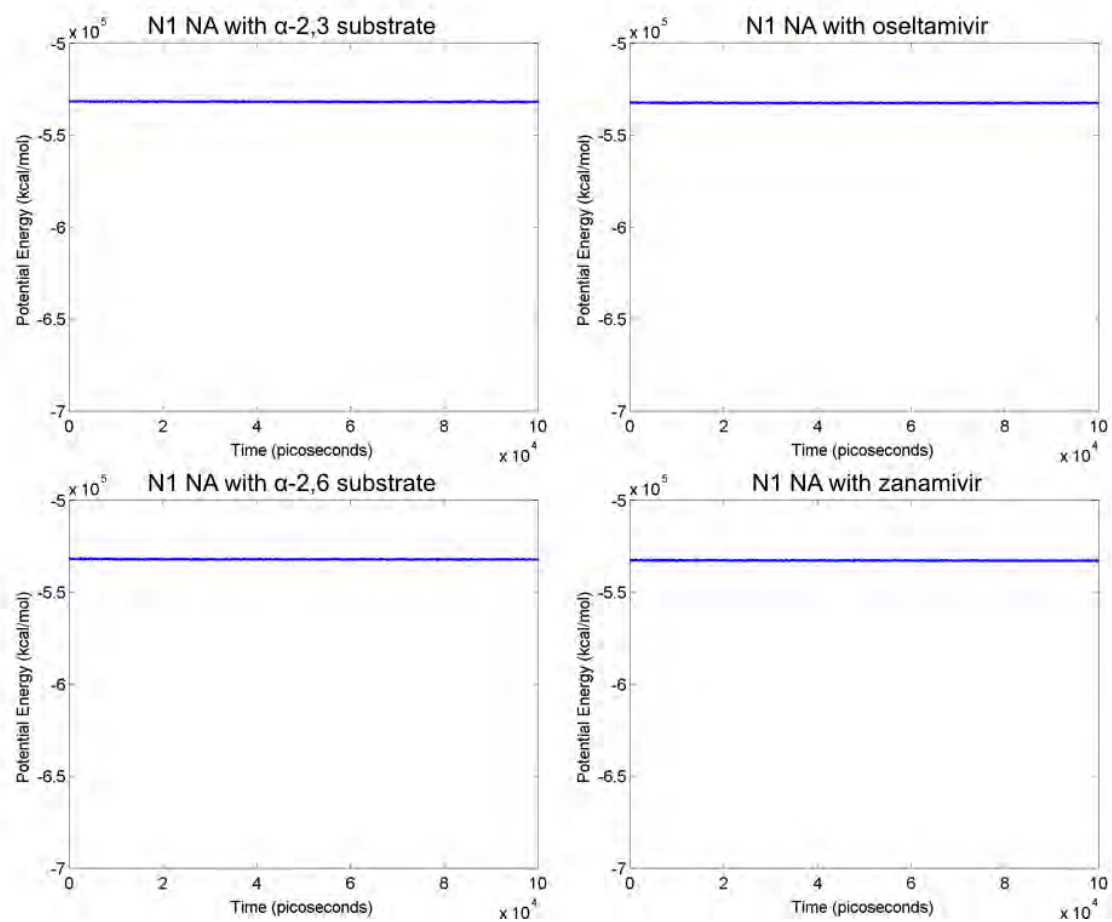 N1 NA with α-2,3 substrate
-5 x 10^5
-5.5
-6
-6.5
-7
Potential Energy (kcal/mol)
0 2 4 6 8 10
Time (picoseconds)
x 10^4
N1 NA with oseltamivir
-5 x 10^5
-5.5
-6
-6.5
-7
Potential Energy (kcal/mol)
0 2 4 6 8 10
Time (picoseconds)
x 10^4
N1 NA with α-2,6 substrate
-5 x 10^5
-5.5
-6
-6.5
-7
Potential Energy (kcal/mol)
0 2 4 6 8 10
Time (picoseconds)
x 10^4
N1 NA with zanamivir
-5 x 10^5
-5.5
-6
-6.5
-7
Potential Energy (kcal/mol)
0 2 4 6 8 10
Time (picoseconds)
x 10^4